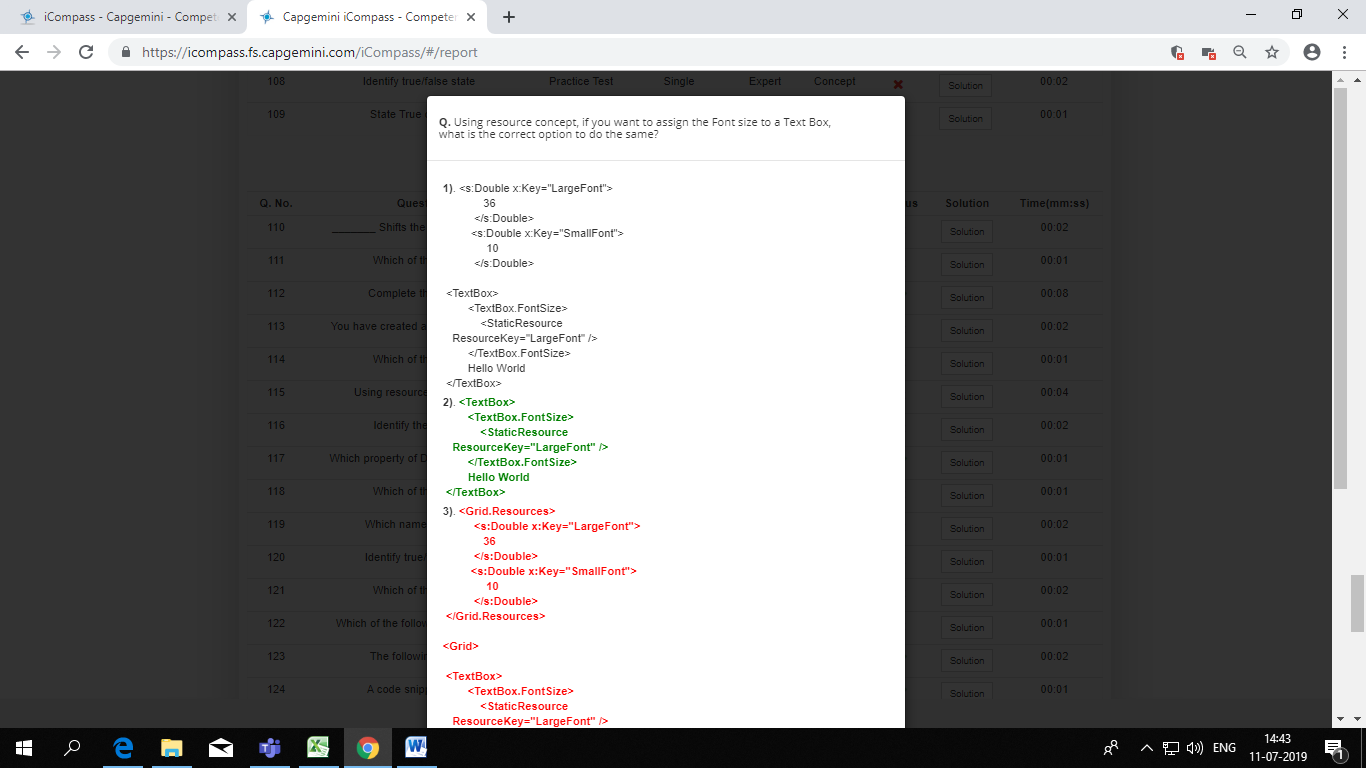 iCompass - Capgemini - Compet
Capgemini iCompass - Competen
https://icompass.fs.capgemini.com/iCompass/#/report
108 Identify true/false state Practice Test Single Expert Concept Solution 00:02
109 State True Solution 00:01
Q. No. Ques us Solution Time(mm:ss)
110 _______ Shifts the Solution 00:02
111 Which of th Solution 00:01
112 Complete th Solution 00:08
113 You have created a Solution 00:02
114 Which of th Solution 00:01
115 Using resource Solution 00:04
116 Identify the Solution 00:02
117 Which property of D Solution 00:01
118 Which of th Solution 00:01
119 Which name Solution 00:02
120 Identify true/ Solution 00:01
121 Which of th Solution 00:02
122 Which of the follow Solution 00:01
123 The followi Solution 00:02
124 A code snip Solution 00:01
Q. Using resource concept, if you want to assign the Font size to a Text Box,
what is the correct option to do the same?
1). <s:Double x:Key="LargeFont">
36
</s:Double>
<s:Double x:Key="SmallFont">
10
</s:Double>
<TextBox>
<TextBox.FontSize>
<StaticResource
ResourceKey="LargeFont" />
</TextBox.FontSize>
Hello World
</TextBox>
2). <TextBox>
<TextBox.FontSize>
<StaticResource
ResourceKey="LargeFont" />
</TextBox.FontSize>
Hello World
</TextBox>
3). <Grid.Resources>
<s:Double x:Key="LargeFont">
36
</s:Double>
<s:Double x:Key="SmallFont">
10
</s:Double>
</Grid.Resources>
<Grid>
<TextBox>
<TextBox.FontSize>
<StaticResource
ResourceKey="LargeFont" />
ENG
14:43
11-07-2019
1